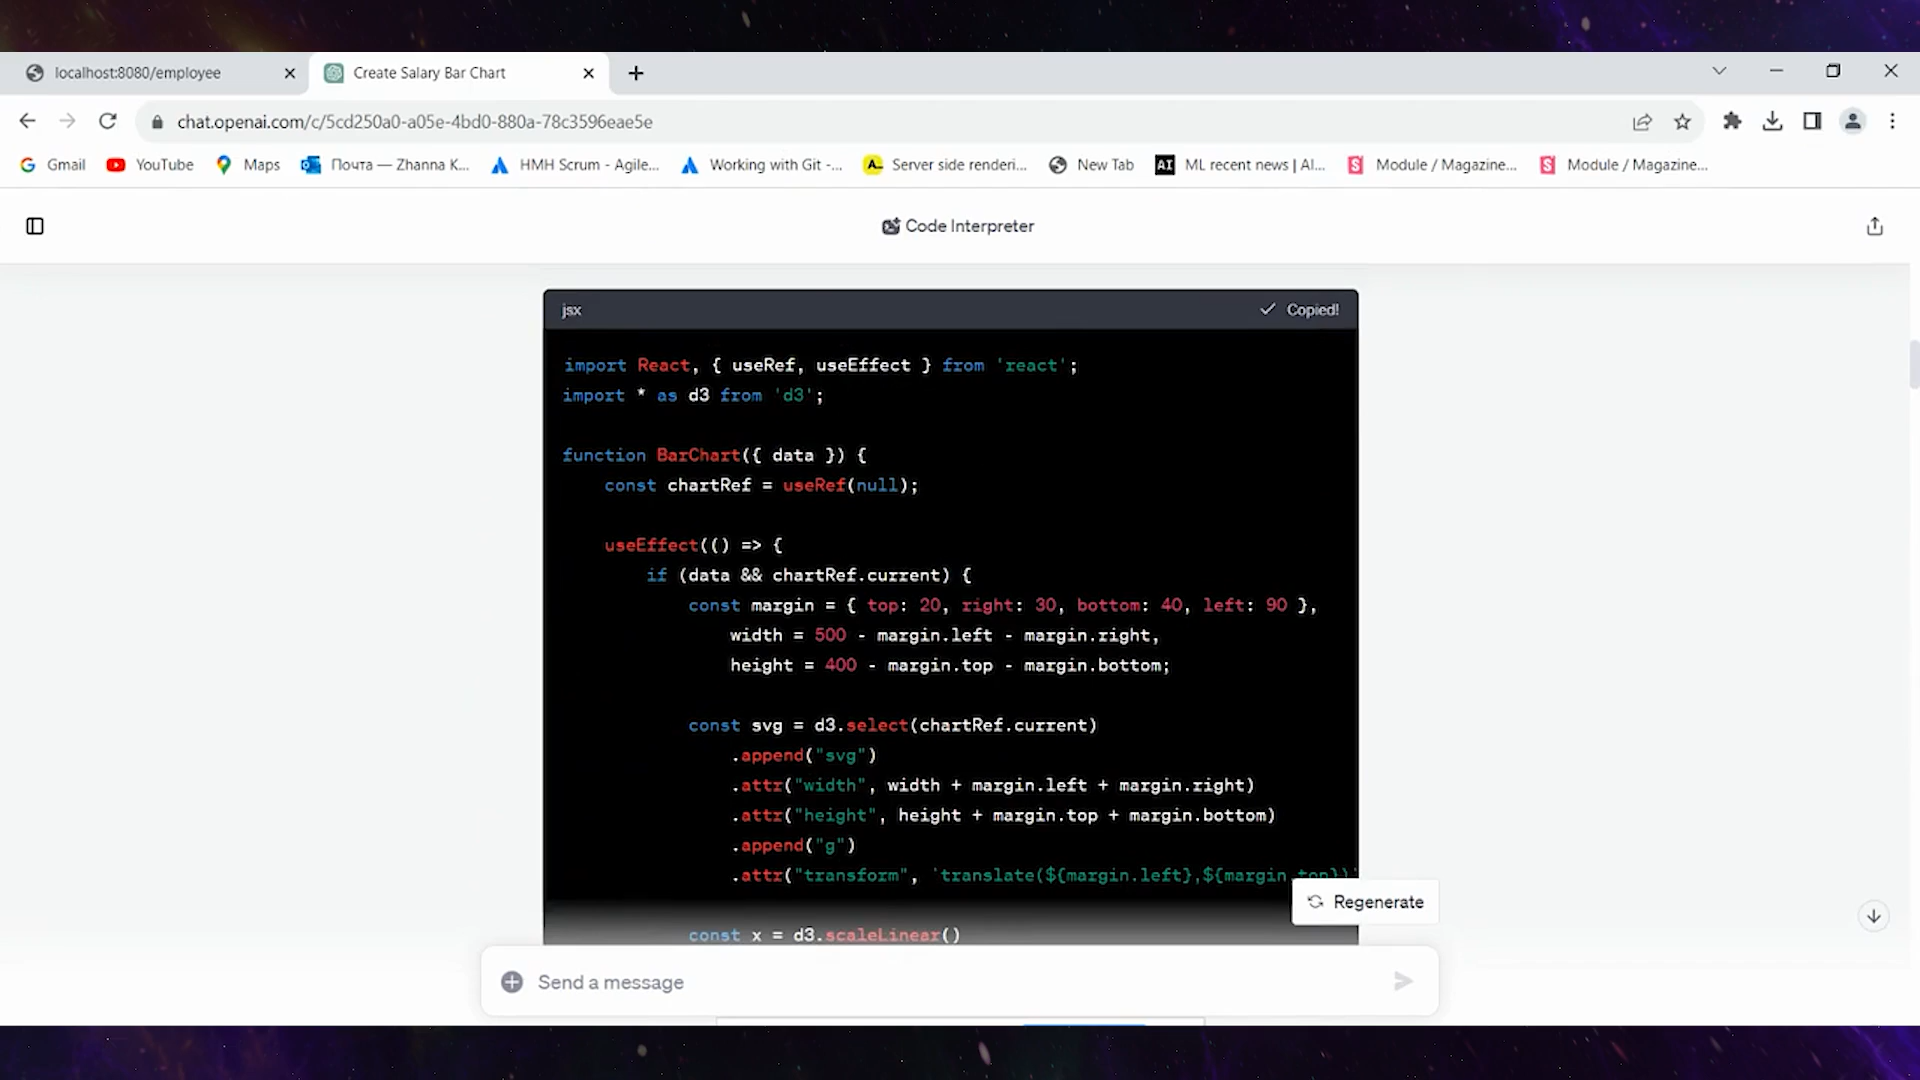 localhost:8080/employee
Create Salary Bar Chart
chat.openai.com/c/5cd250a0-a05e-4bd0-880a-78c3596eae5e
Gmail
YouTube
Maps
Почта — Zhanna K...
HMH Scrum - Agile...
Working with Git -...
Server side renderi...
New Tab
AI
ML recent news | AI...
Module / Magazine...
Module / Magazine...
Code Interpreter
jsx
Copied!
import React, { useRef, useEffect } from 'react';
import * as d3 from 'd3';
function BarChart({ data }) {
const chartRef = useRef(null);
useEffect(() => {
if (data && chartRef.current) {
const margin = { top: 20, right: 30, bottom: 40, left: 90 },
width = 500 - margin.left - margin.right,
height = 400 - margin.top - margin.bottom;
const svg = d3.select(chartRef.current)
.append("svg")
.attr("width", width + margin.left + margin.right)
.attr("height", height + margin.top + margin.bottom)
.append("g")
.attr("transform", `translate(${margin.left},${margin.top})`
const x = d3.scaleLinear()
Regenerate
Send a message